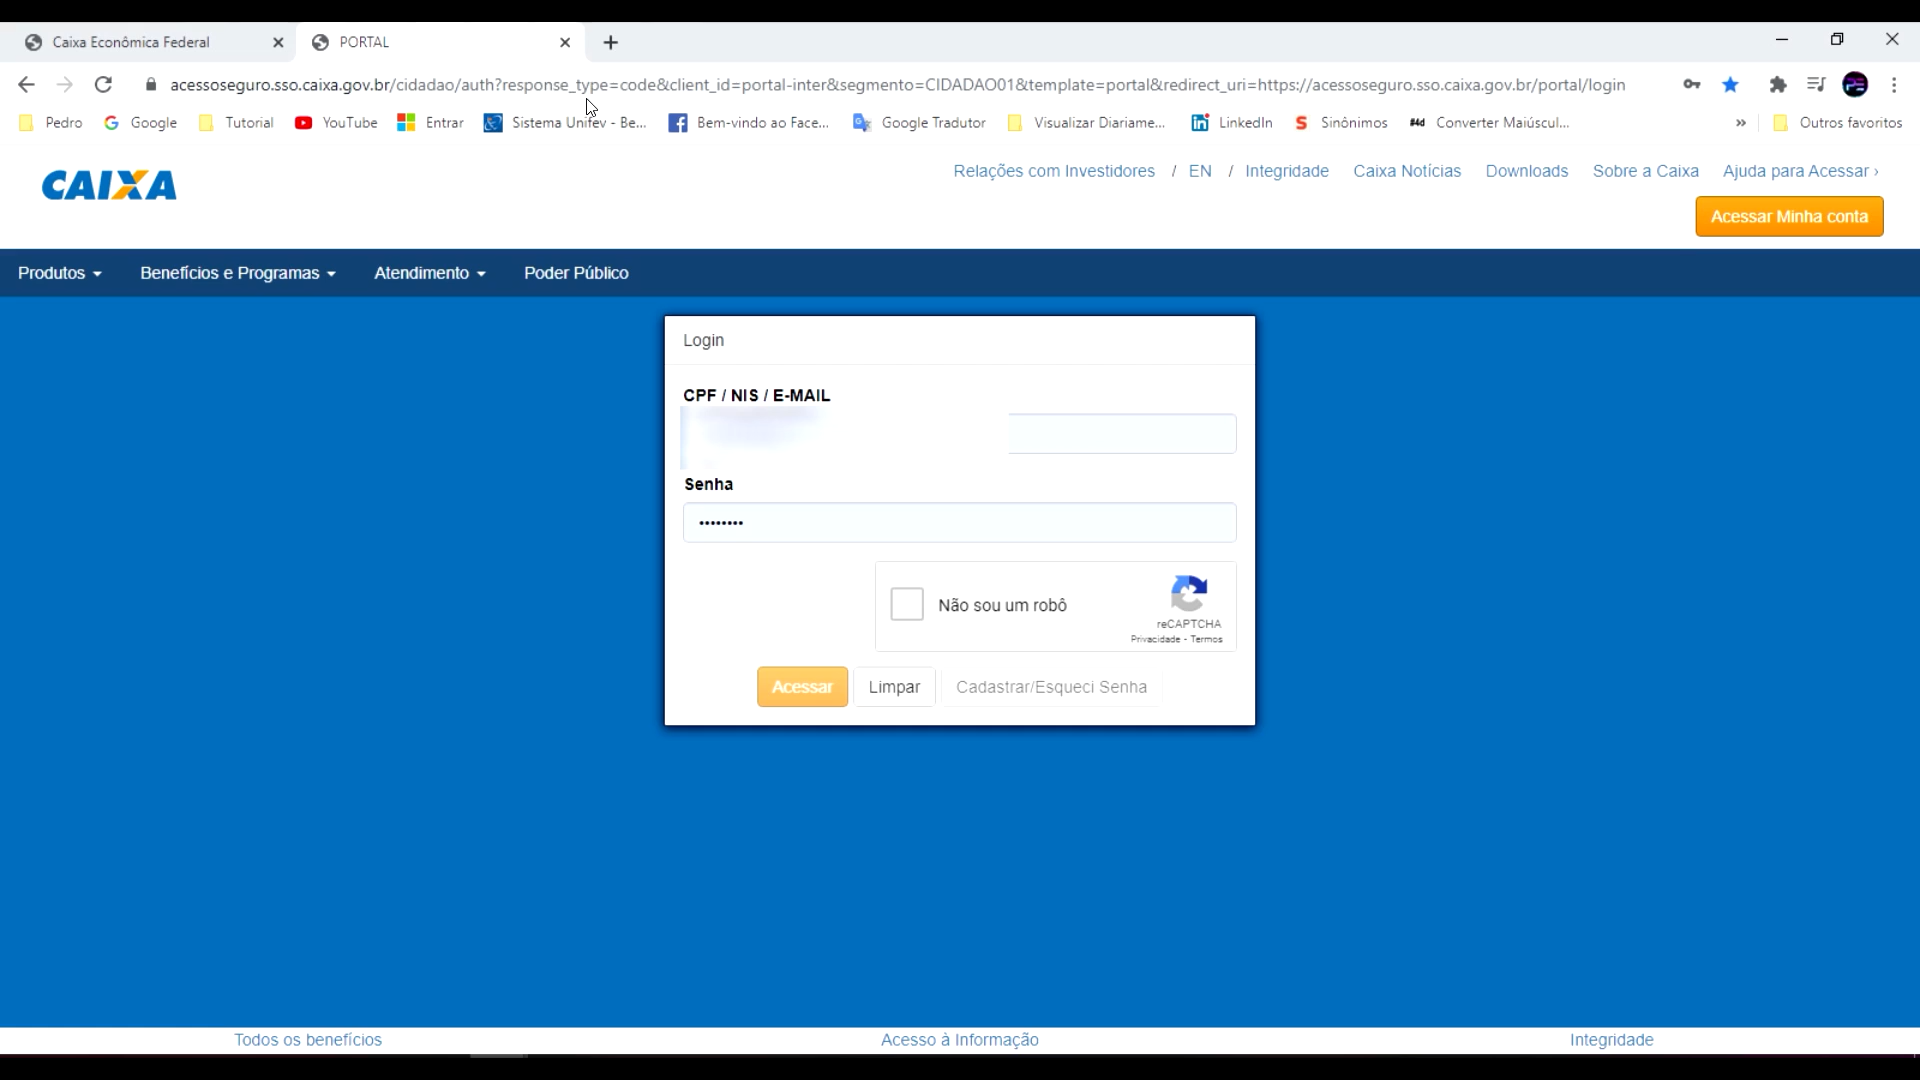 Caixa Econômica Federal
PORTAL
acessoseguro.sso.caixa.gov.br/cidadao/auth?response_type=code&client_id=portal-inter&segmento=CIDADAO01&template=portal&redirect_uri=https://acessoseguro.sso.caixa.gov.br/portal/login
Pedro Google Tutorial YouTube Entrar Sistema Unifev - Be... Bem-vindo ao Face... Google Tradutor Visualizar Diariame... LinkedIn Sinônimos Converter Maiúscul... » Outros favoritos
Relações com Investidores / EN / Integridade Caixa Notícias Downloads Sobre a Caixa Ajuda para Acessar ›
CAIXA
Acessar Minha conta
Produtos Benefícios e Programas Atendimento Poder Público
Login
CPF / NIS / E-MAIL
Senha
••••••••
Não sou um robô
reCAPTCHA
Privacidade - Termos
Acessar Limpar Cadastrar/Esqueci Senha
Todos os benefícios Acesso à Informação Integridade